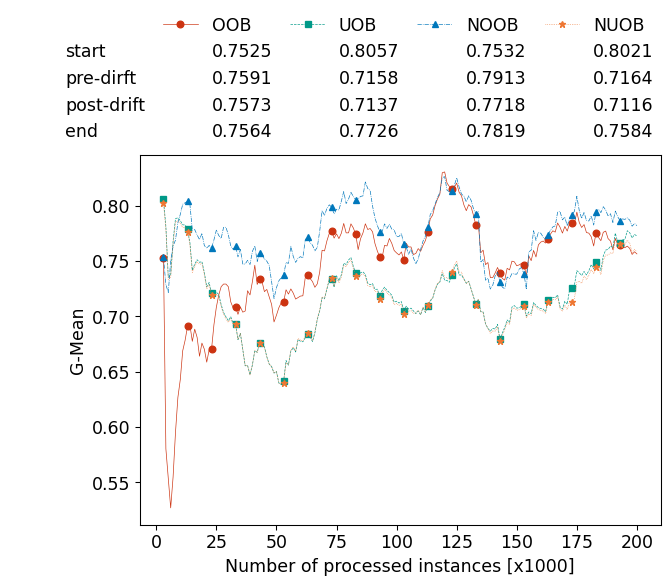 OOB UOB NOOB NUOB
start 0.7525 0.8057 0.7532 0.8021
pre-dirft 0.7591 0.7158 0.7913 0.7164
post-drift 0.7573 0.7137 0.7718 0.7116
end 0.7564 0.7726 0.7819 0.7584
0.80
0.75
0.70
0.65
0.60
0.55
G-Mean
0 25 50 75 100 125 150 175 200
Number of processed instances [x1000]